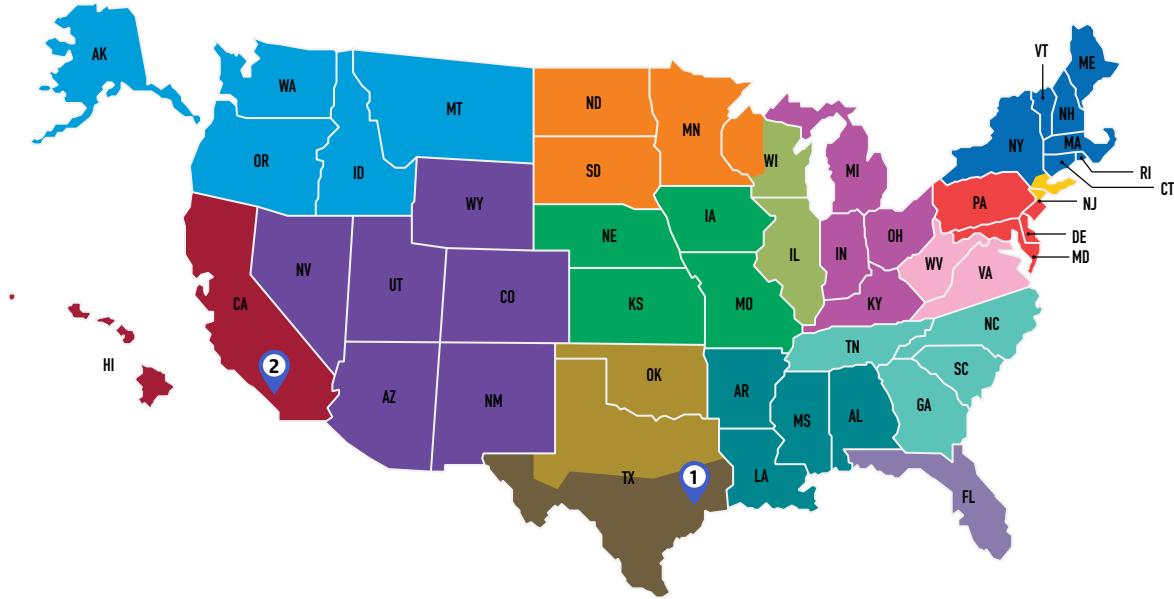 AK
WA
MT
ND
MN
VT
ME
OR
ID
SD
WI
MI
NY
NH
MA
RI
CT
WY
NE
IA
PA
NJ
DE
MD
NV
UT
CO
KS
MO
IL
IN
OH
WV
VA
KY
CA
HI
2
AZ
NM
OK
AR
TN
NC
SC
MS
AL
GA
TX
1
LA
FL